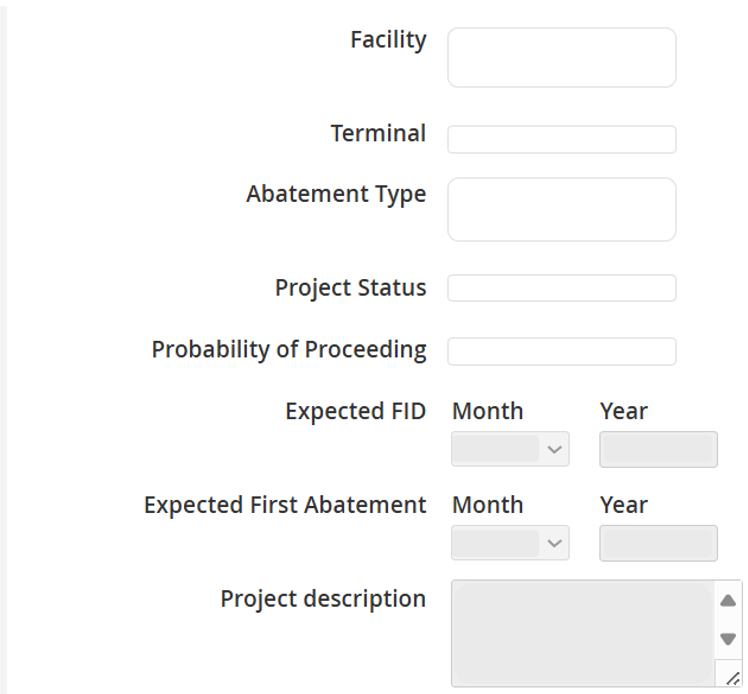 Facility
Terminal
Abatement Type
Project Status
Probability of Proceeding
Expected FID Month Year
Expected First Abatement Month Year
Project description